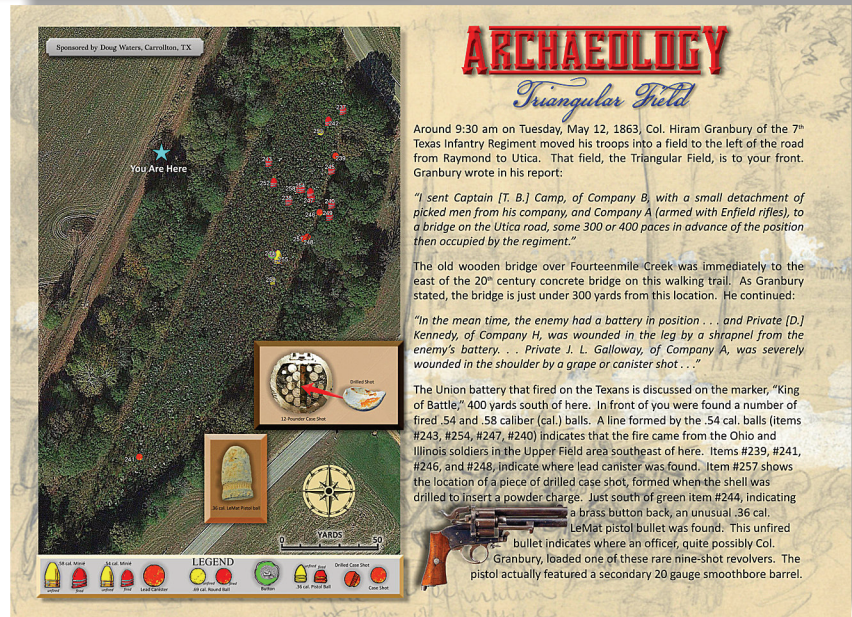 Sponsored by Doug Waters, Carrollton, TX
You Are Here
ARCHAEOLOGY
Triangular Field
Around 9:30 am on Tuesday, May 12, 1863, Col. Hiram Granbury of the 7th
Texas Infantry Regiment moved his troops into a field to the left of the road
from Raymond to Utica. That field, the Triangular Field, is to your front.
Granbury wrote in his report:
"I sent Captain [T. B.] Camp, of Company B, with a small detachment of
picked men from his company, and Company A (armed with Enfield rifles), to
a bridge on the Utica road, some 300 or 400 paces in advance of the position
then occupied by the regiment."
The old wooden bridge over Fourteenmile Creek was immediately to the
east of the 20th century concrete bridge on this walking trail. As Granbury
stated, the bridge is just under 300 yards from this location. He continued:
"In the mean time, the enemy had a battery in position . . . and Private [D.]
Kennedy, of Company H, was wounded in the leg by a shrapnel from the
enemy's battery. . . Private J. L. Galloway, of Company A, was severely
wounded in the shoulder by a grape or canister shot . . ."
The Union battery that fired on the Texans is discussed on the marker, "King
of Battle," 400 yards south of here. In front of you were found a number of
fired .54 and .58 caliber (cal.) balls. A line formed by the .54 cal. balls (items
#243, #254, #247, #240) indicates that the fire came from the Ohio and
Illinois soldiers in the Upper Field area southeast of here. Items #239, #241,
#246, and #248, indicate where lead canister was found. Item #257 shows
the location of a piece of drilled case shot, formed when the shell was
drilled to insert a powder charge. Just south of green item #244, indicating
a brass button back, an unusual .36 cal.
LeMat pistol bullet was found. This unfired
bullet indicates where an officer, quite possibly Col.
Granbury, loaded one of these rare nine-shot revolvers. The
pistol actually featured a secondary 20 gauge smoothbore barrel.
237
239
243
240
249
246
247
248
241
Drilled Shot
12-Pounder Case Shot
.36 cal. LeMat Pistol ball
YARDS
0 50
LEGEND
.58 cal. Minié
unfired fired
.54 cal. Minié
unfired fired
Lead Canister
.69 cal. Round Ball
Button
unfired fired
.36 cal. Pistol Ball
Drilled Case Shot
Case Shot